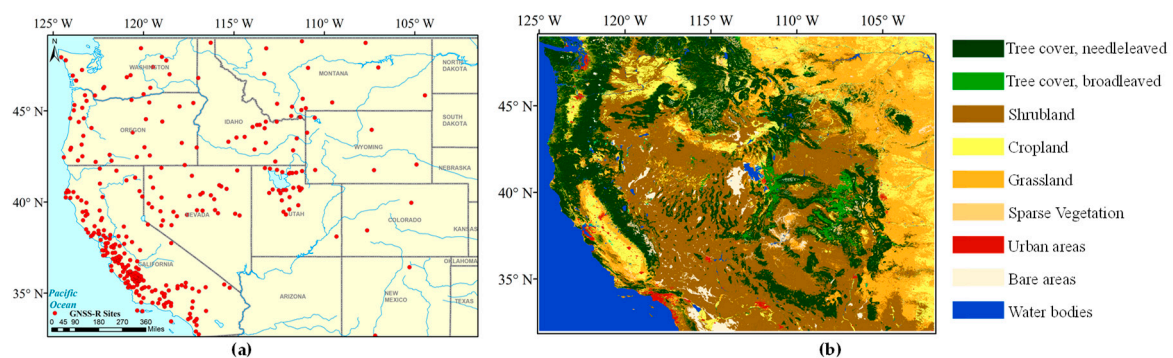 125° W 120° W 115° W 110° W 105° W (W)
125° W 120° W 115° W 110° W 105° W (W)
N
45° N
40° N
35° N
WASHINGTON
MONTANA
NORTH DAKOTA
OREGON
IDAHO
SOUTH DAKOTA
WYOMING
NEBRASKA
NEVADA
UTAH
COLORADO
KANSAS
CALIFORNIA
OKLAHOMA
ARIZONA
NEW MEXICO
TEXAS
Pacific Ocean
GNSS-R Sites
0 45 90 180 270 360
Miles
(a)
45° N
40° N
35° N
(b)
Tree cover, needleleaved
Tree cover, broadleaved
Shrubland
Cropland
Grassland
Sparse Vegetation
Urban areas
Bare areas
Water bodies